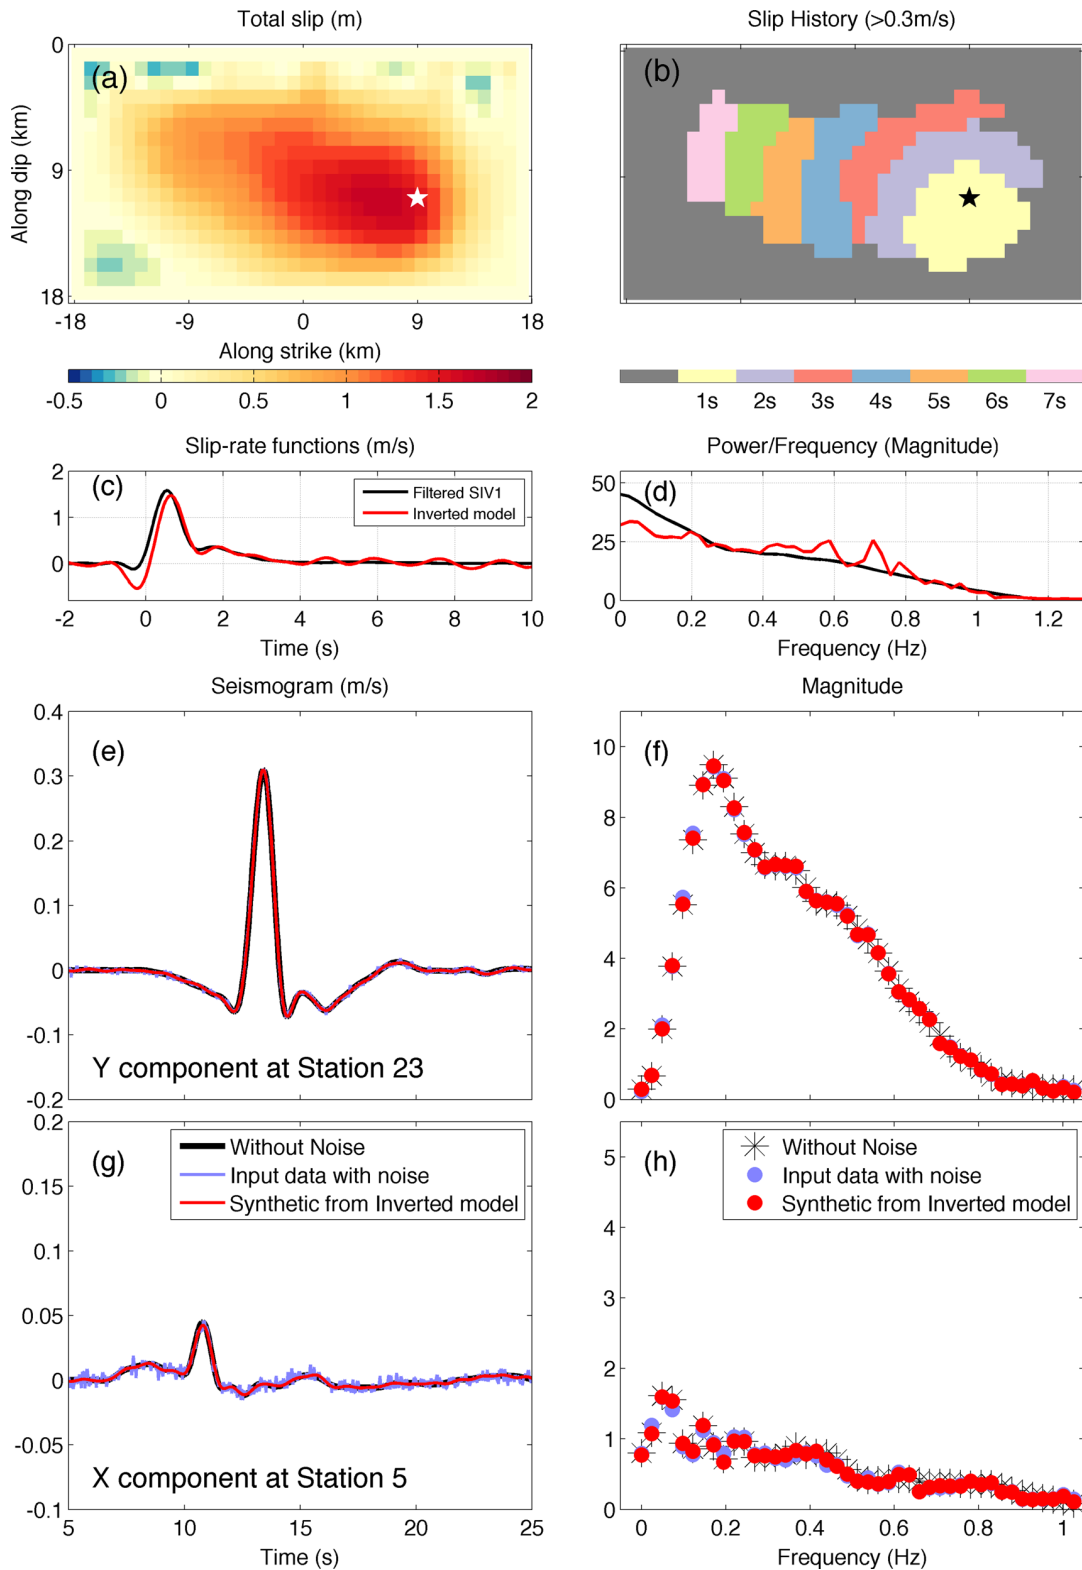 Total slip (m)
Slip History (>0.3m/s)
(a)
(b)
0
9
18
Along dip (km)
-18
-9
0
9
18
Along strike (km)
-0.5
0
0.5
1
1.5
2
1s
2s
3s
4s
5s
6s
7s
Slip-rate functions (m/s)
Power/Frequency (Magnitude)
(c)
(d)
2
1
0
Filtered SIV1
Inverted model
-2
0
2
4
6
8
10
Time (s)
50
25
0
0
0.2
0.4
0.6
0.8
1
1.2
Frequency (Hz)
Seismogram (m/s)
Magnitude
(e)
(f)
0.4
0.3
0.2
0.1
0
-0.1
-0.2
Y component at Station 23
10
8
6
4
2
0
(g)
(h)
0.2
0.15
0.1
0.05
0
-0.05
-0.1
Without Noise
Input data with noise
Synthetic from Inverted model
X component at Station 5
5
10
15
20
25
Time (s)
5
4
3
2
1
0
Without Noise
Input data with noise
Synthetic from Inverted model
0
0.2
0.4
0.6
0.8
1
Frequency (Hz)